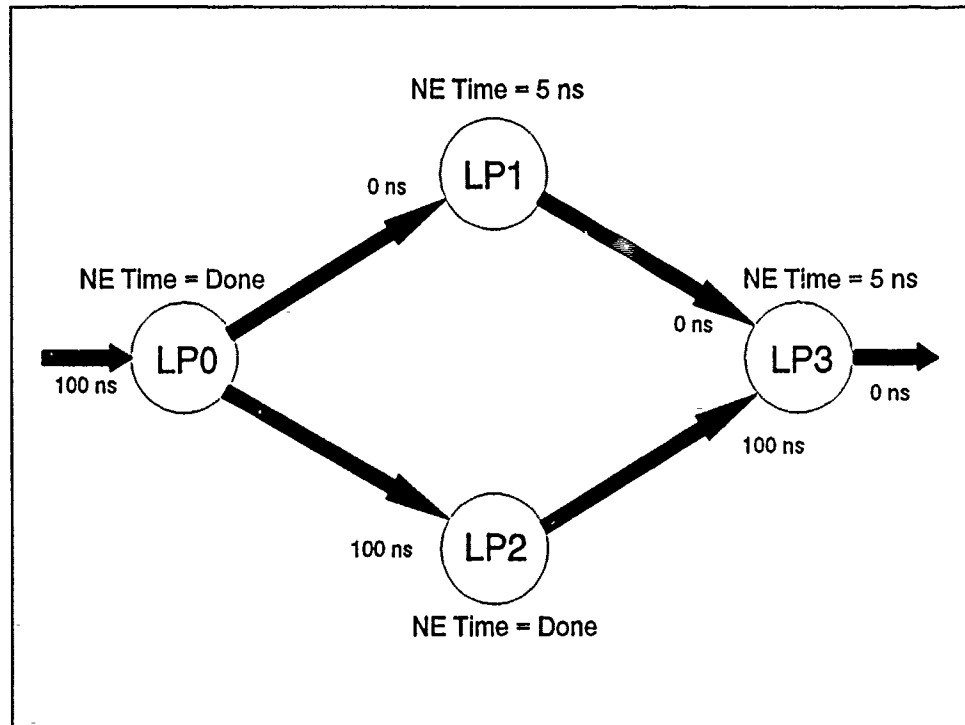 NE Time = 5 ns
LP1
0 ns
NE Time = Done
NE Time = 5 ns
0 ns
LP0
LP3
100 ns
0 ns
100 ns
100 ns
LP2
NE Time = Done